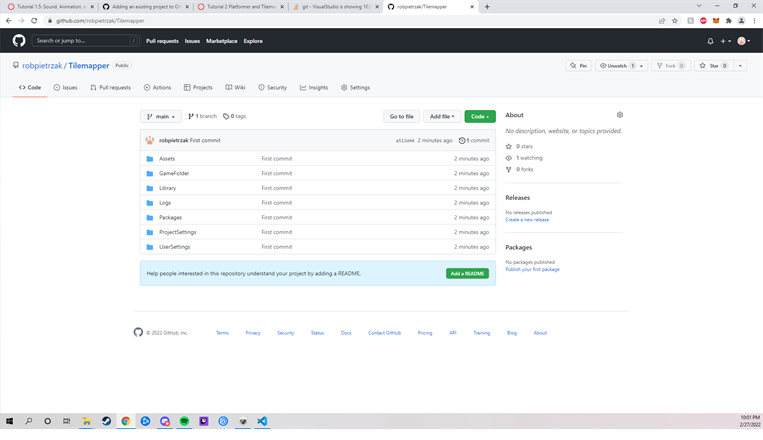 Tutorial 1.5: Sound, Animation, a
Adding an existing project to G
Tutorial 2 Platformer and Tilema
git - VisualStudio is showing 10,
robpietrzak/Tilemapper
github.com/robpietrzak/Tilemapper
Search or jump to... /
Pull requests Issues Marketplace Explore
robpietrzak / Tilemapper Public
Pin Unwatch 1 Fork 0 Star 0
Code Issues Pull requests Actions Projects Wiki Security Insights Settings
main 1 branch 0 tags Go to file Add file Code
robpietrzak First commit 2 minutes ago 1 commit
Assets First commit 2 minutes ago
GameFolder First commit 2 minutes ago
Library First commit 2 minutes ago
Logs First commit 2 minutes ago
Packages First commit 2 minutes ago
ProjectSettings First commit 2 minutes ago
UserSettings First commit 2 minutes ago
Help people interested in this repository understand your project by adding a README. Add a README
About
No description, website, or topics provided.
0 stars
1 watching
0 forks
Releases
No releases published
Create a new release
Packages
No packages published
Publish your first package
© 2022 GitHub, Inc. Terms Privacy Security Status Docs Contact GitHub Pricing API Training Blog About
10:01 PM
2/27/2022